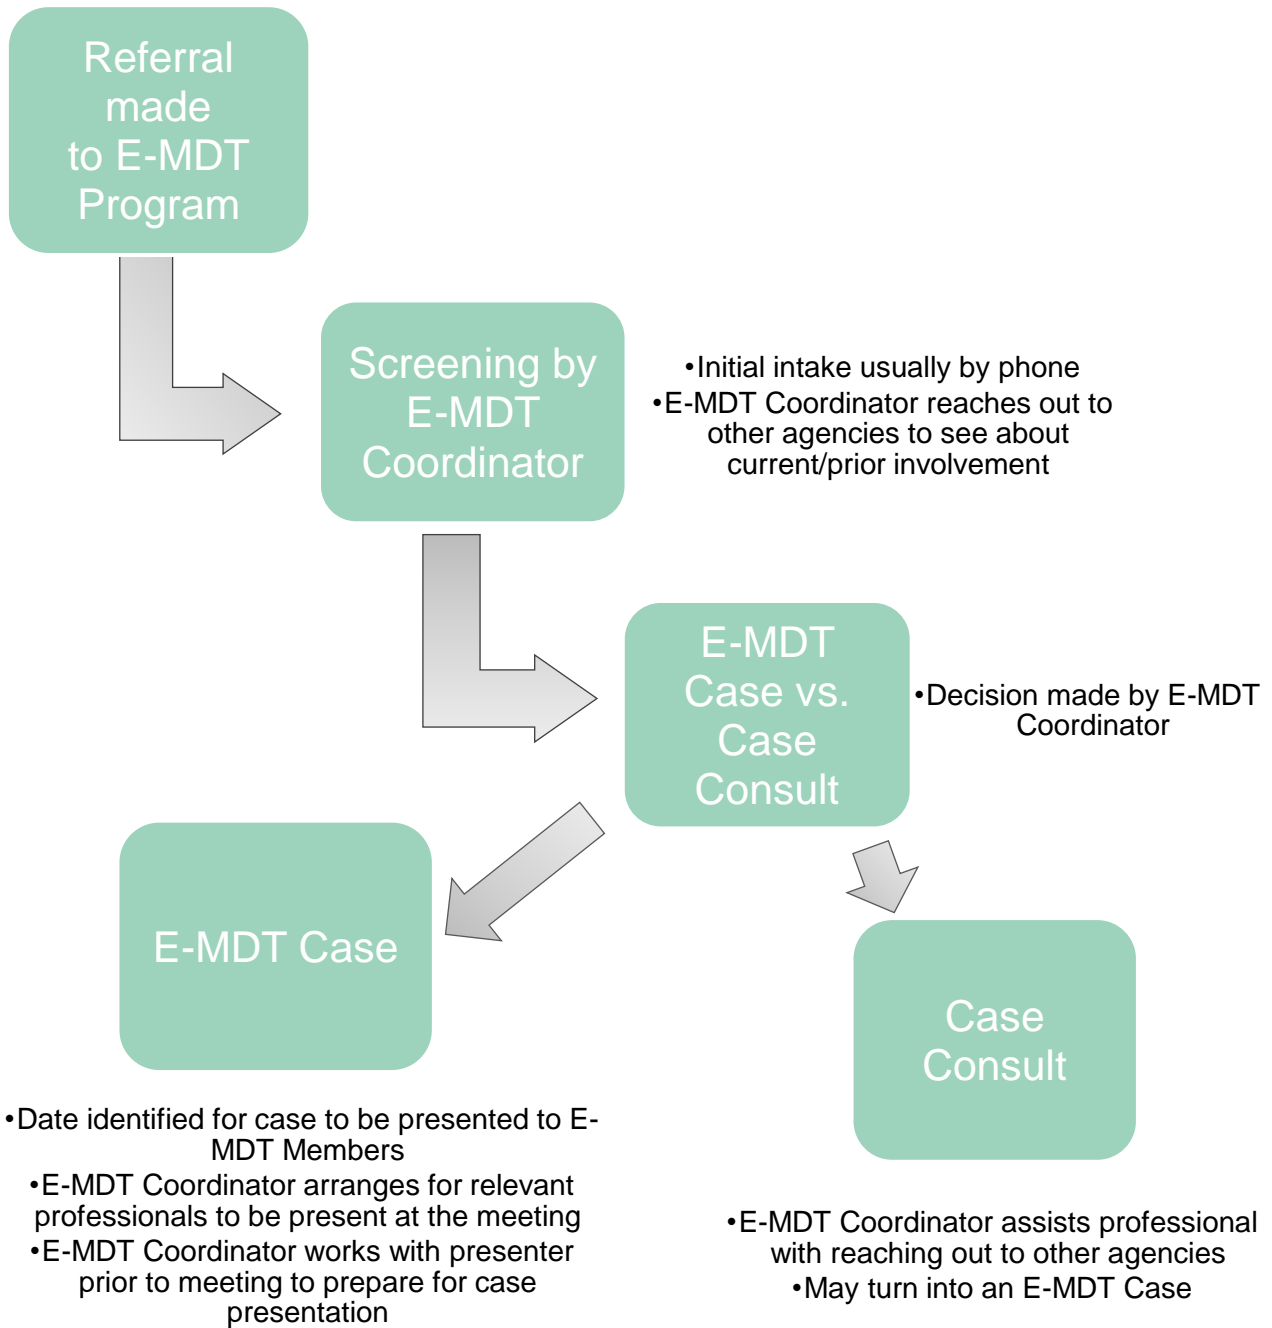 Referral
made
to E-MDT
Program
Screening by
E-MDT
Coordinator
•Initial intake usually by phone
•E-MDT Coordinator reaches out to
other agencies to see about
current/prior involvement
E-MDT
Case vs.
Case
Consult
•Decision made by E-MDT
Coordinator
E-MDT Case
•Date identified for case to be presented to E-
MDT Members
•E-MDT Coordinator arranges for relevant
professionals to be present at the meeting
•E-MDT Coordinator works with presenter
prior to meeting to prepare for case
presentation
Case
Consult
•E-MDT Coordinator assists professional
with reaching out to other agencies
•May turn into an E-MDT Case